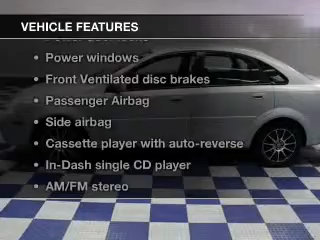 VEHICLE FEATURES
• Power windows
• Front Ventilated disc brakes
• Passenger Airbag
• Side airbag
• Cassette player with auto-reverse
• In-Dash single CD player
• AM/FM stereo